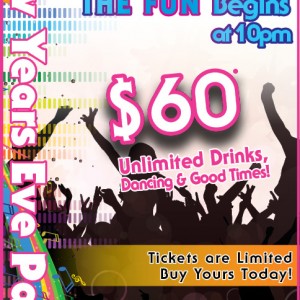 THE FUN Begins
at 10pm
$60*
Unlimited Drinks,
Dancing & Good Times!
Tickets are Limited
Buy Yours Today!
Years Eve